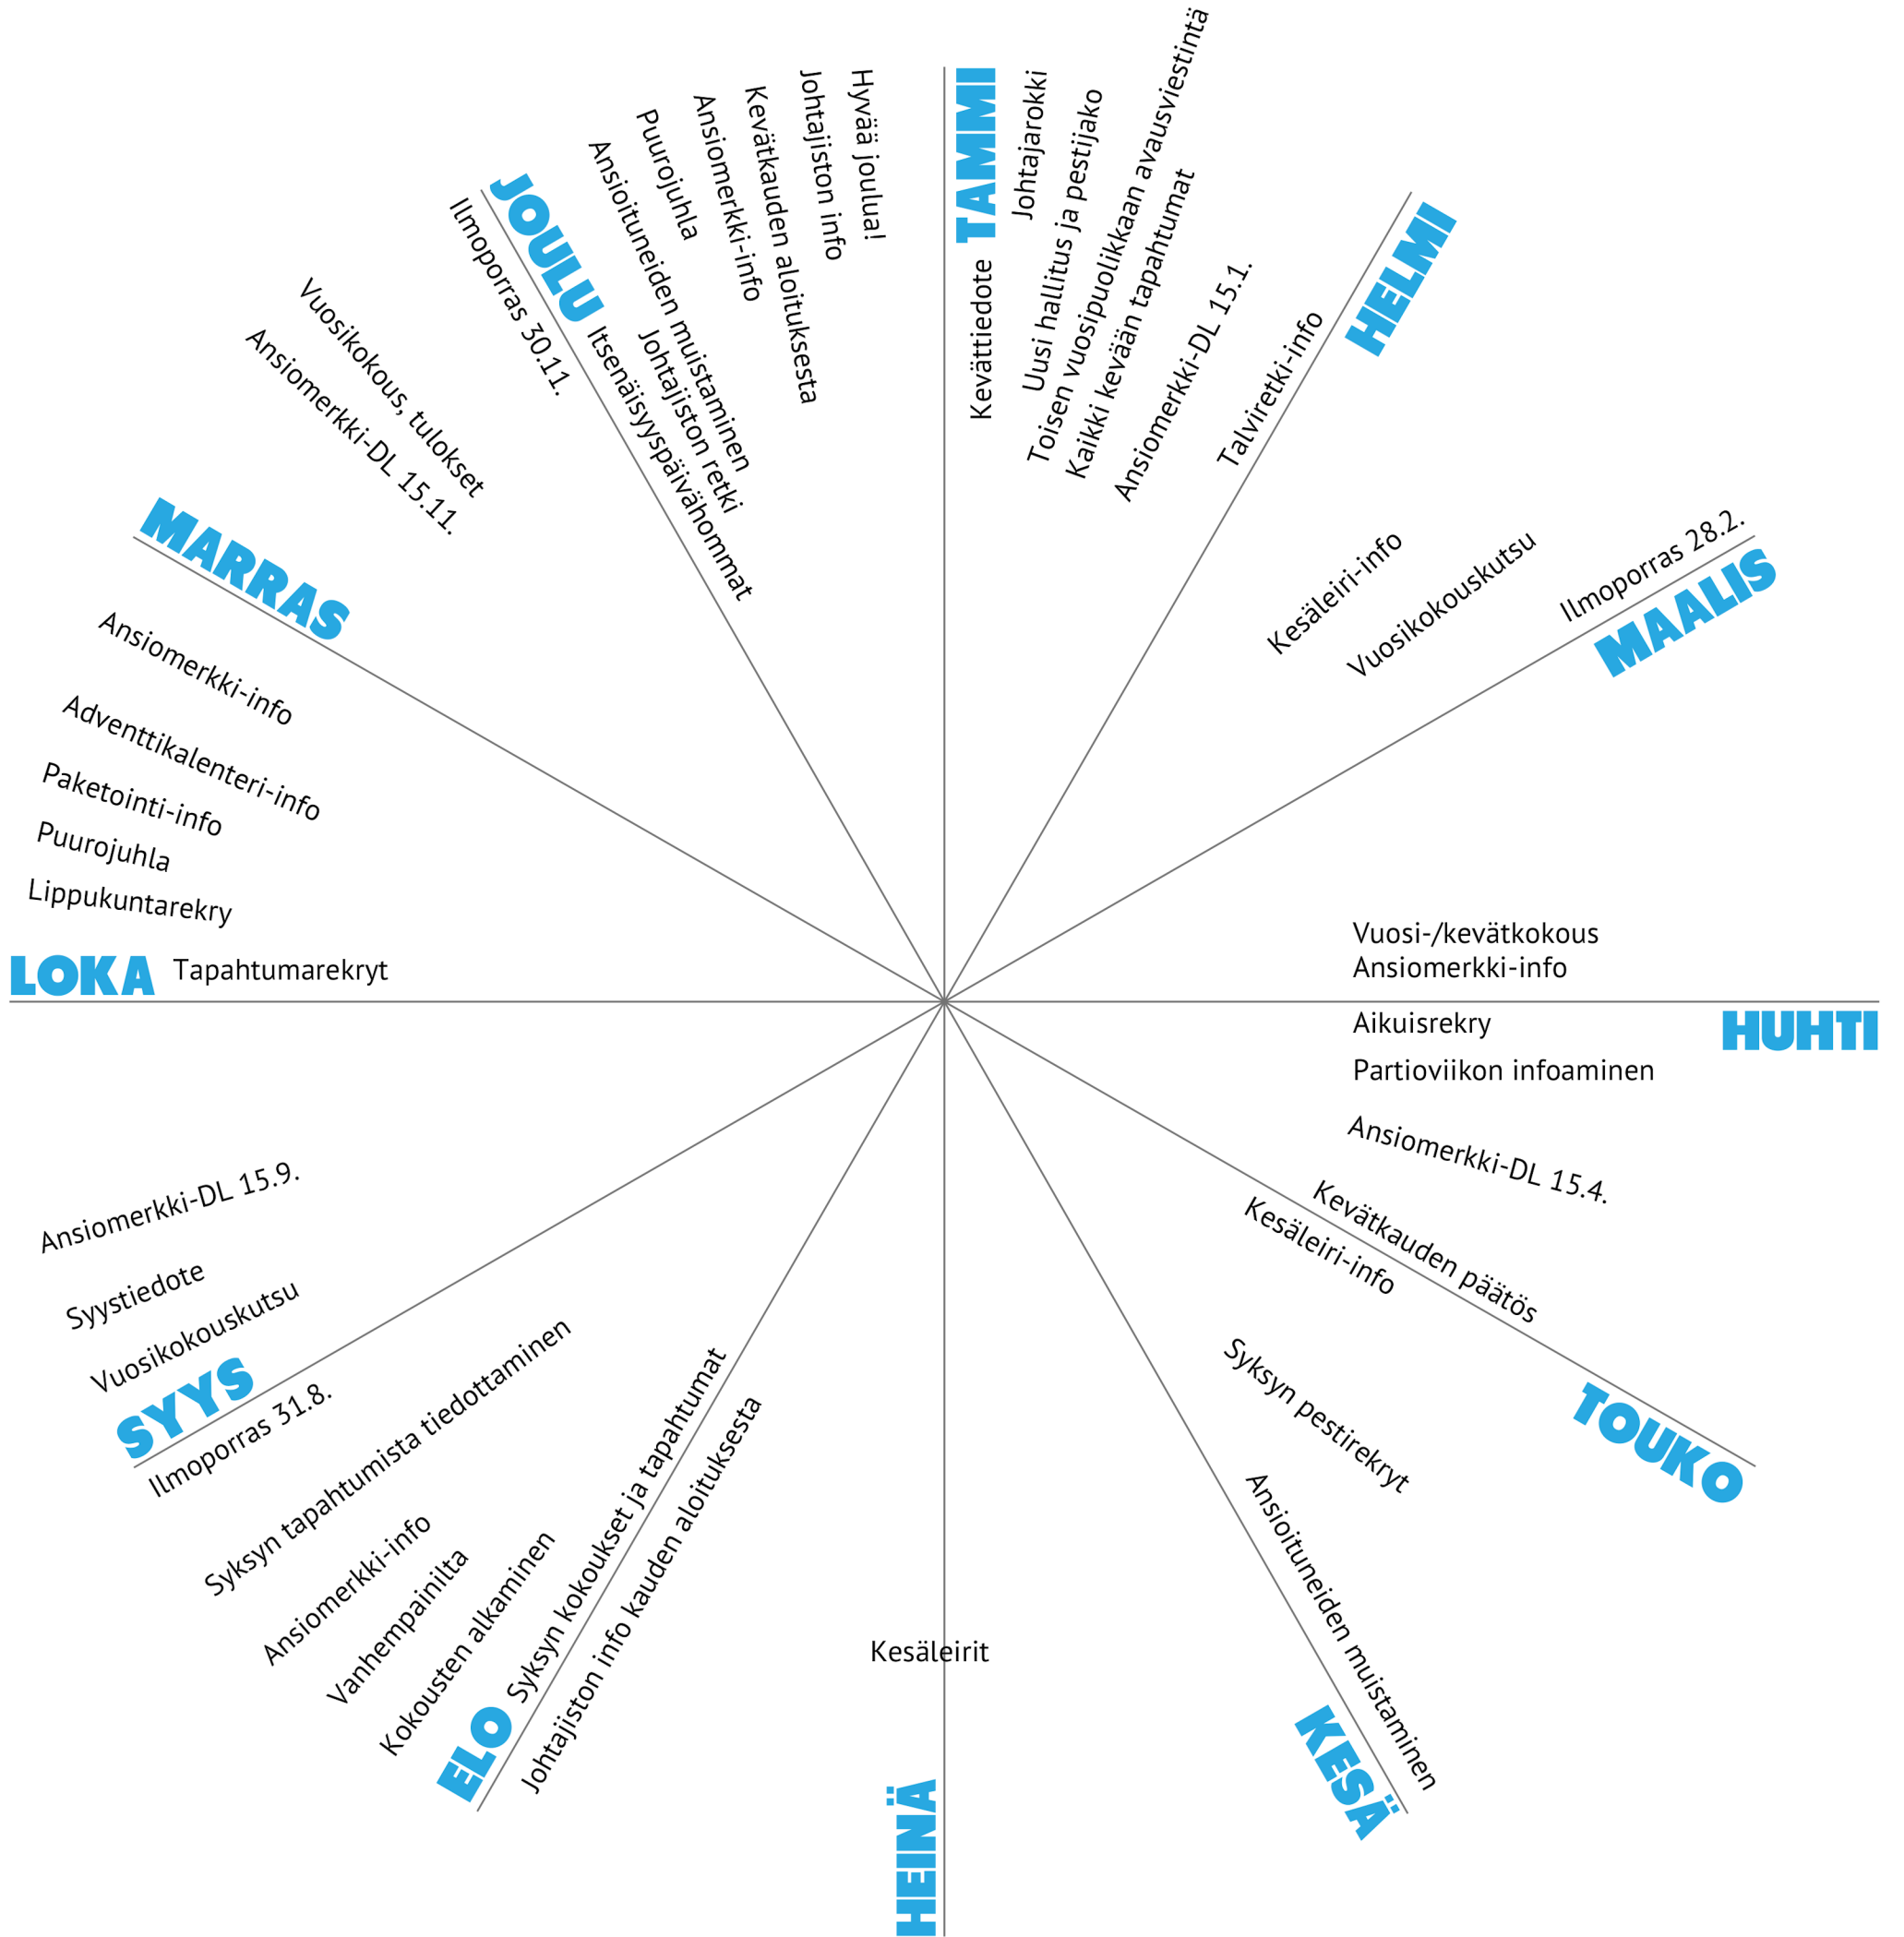 TAMMI
Kevättiedote
Johtajarokki
Uusi hallitus ja pestijako
Toisen vuosipuolikkaan avausviestintä
Kaikki kevään tapahtumat
Ansiomerkki-DL 15.1.
Talviretki-info
HELMI
Kesäleiri-info
Vuosikokouskutsu
Ilmoporras 28.2.
MAALIS
Vuosi-/kevätkokous
Ansiomerkki-info
HUHTI
Aikuisrekry
Partioviikon infoaminen
Ansiomerkki-DL 15.4.
Kevätkauden päätös
TOUKO
Kesäleiri-info
Syksyn pestirekryt
Ansioituneiden muistaminen
KESÄ
Kesäleirit
HEINÄ
Johtajiston info kauden aloituksesta
ELO
Syksyn kokoukset ja tapahtumat
Kokousten alkaminen
Vanhempainilta
Ansiomerkki-info
Syksyn tapahtumista tiedottaminen
Ilmoporras 31.8.
SYYS
Vuosikokouskutsu
Syystiedote
Ansiomerkki-DL 15.9.
LOKA
Tapahtumarekryt
Lippukuntarekry
Puurojuhla
Paketointi-info
Adventtikalenteri-info
Ansiomerkki-info
MARRAS
Ansiomerkki-DL 15.11.
Vuosikokous, tulokset
Ilmoporras 30.11.
JOULU
Itsenäisyyspäivähommat
Johtajiston retki
Ansioituneiden muistaminen
Puurojuhla
Ansiomerkki-info
Kevätkauden aloituksesta
Johtajiston info
Hyvää joulua!